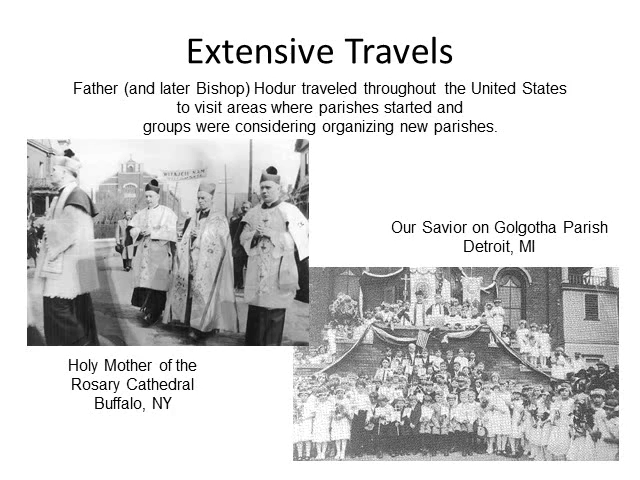 Extensive Travels
Father (and later Bishop) Hodur traveled throughout the United States
to visit areas where parishes started and
groups were considering organizing new parishes.
WITAJCIE NAM
Our Savior on Golgotha Parish
Detroit, MI
Holy Mother of the
Rosary Cathedral
Buffalo, NY